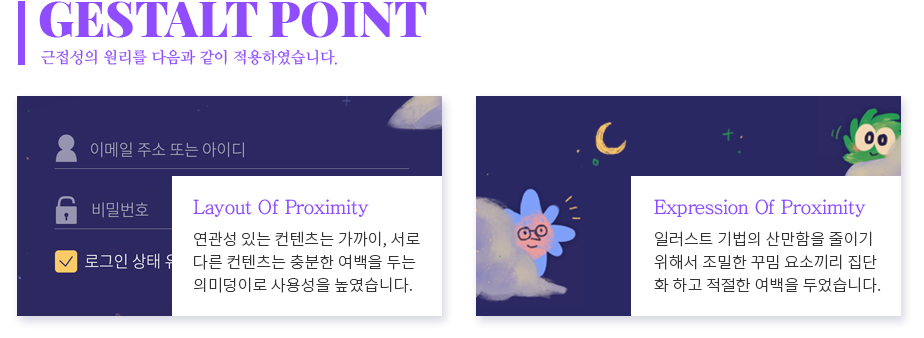 GESTALT POINT
근접성의 원리를 다음과 같이 적용하였습니다.
이메일 주소 또는 아이디
비밀번호
로그인 상태
Layout Of Proximity
연관성 있는 컨텐츠는 가까이, 서로
다른 컨텐츠는 충분한 여백을 두는
의미덩이로 사용성을 높였습니다.
Expression Of Proximity
일러스트 기법의 산만함을 줄이기
위해서 조밀한 꾸밈 요소끼리 집단
화 하고 적절한 여백을 두었습니다.